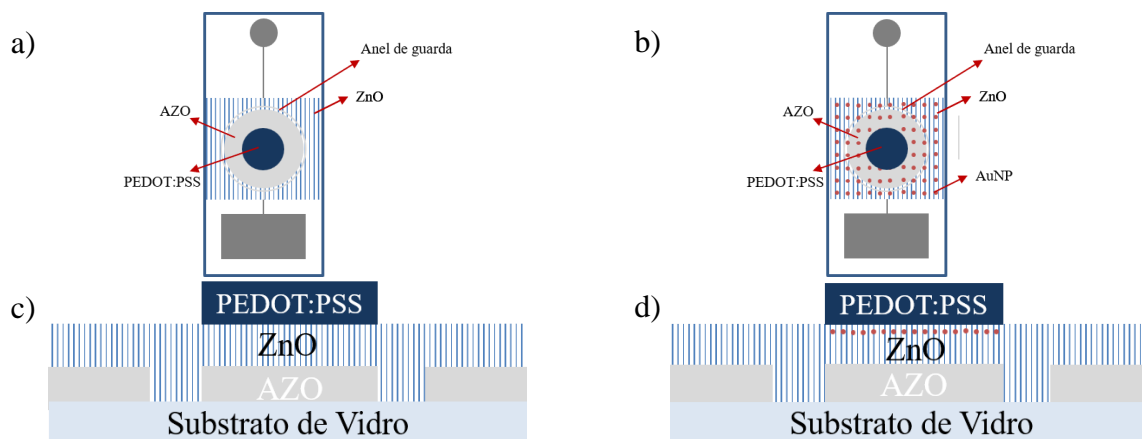 a)
Anel de guarda
ZnO
AZO
PEDOT:PSS
b)
Anel de guarda
ZnO
AZO
PEDOT:PSS
AuNP
c)
PEDOT:PSS
ZnO
AZO
Substrato de Vidro
d)
PEDOT:PSS
ZnO
AZO
Substrato de Vidro